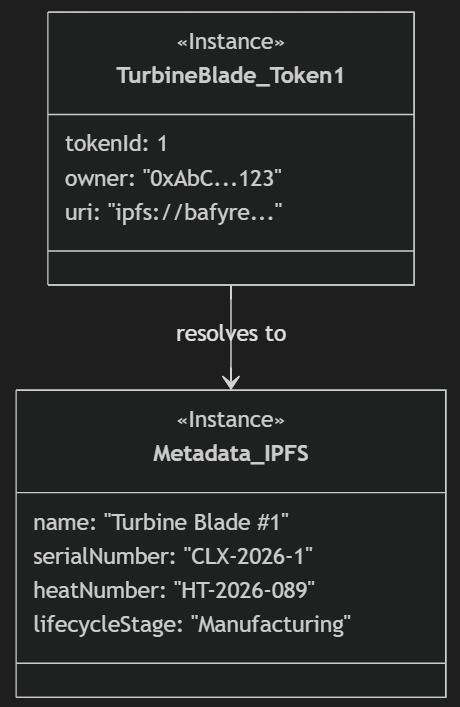 «Instance»
TurbineBlade_Token1
tokenId: 1
owner: "0xAbC...123"
uri: "ipfs://bafyre..."
resolves to
«Instance»
Metadata_IPFS
name: "Turbine Blade #1"
serialNumber: "CLX-2026-1"
heatNumber: "HT-2026-089"
lifecycleStage: "Manufacturing"